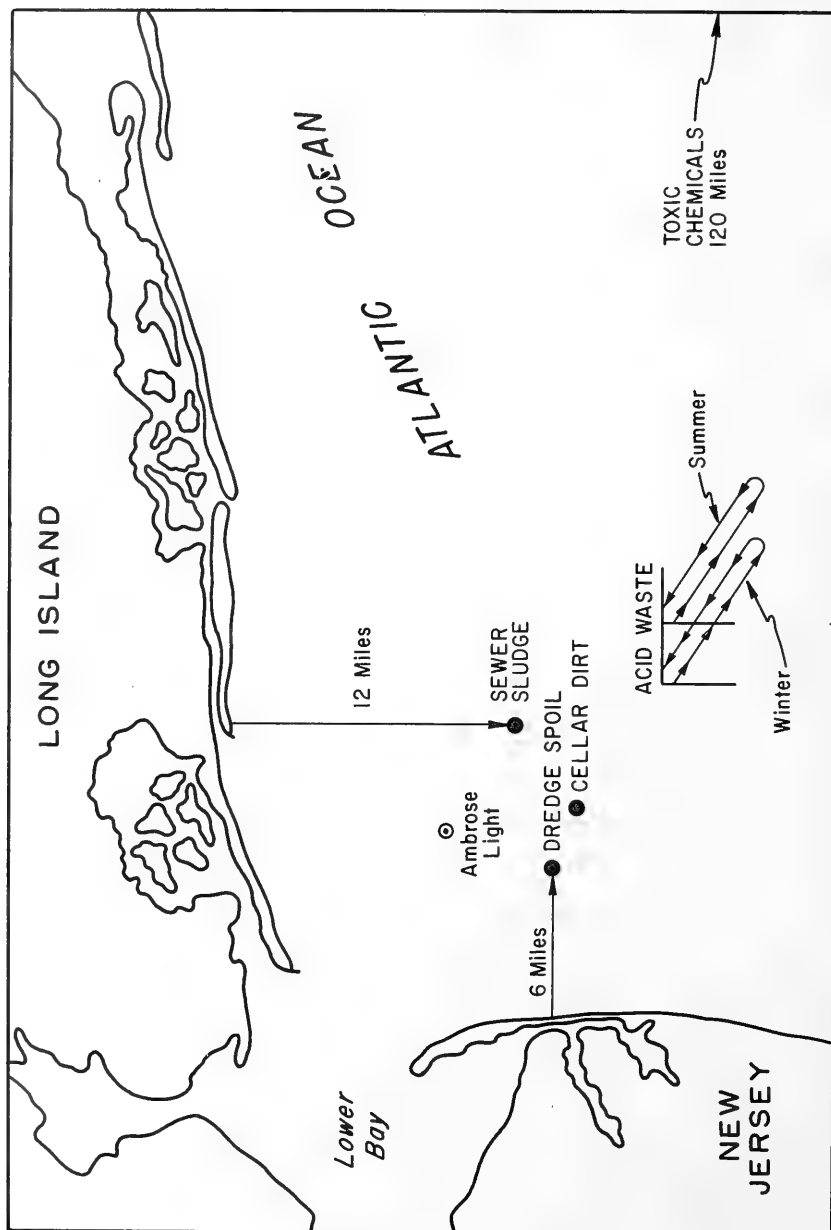 LONG ISLAND
OCEAN
ATLANTIC
12 Miles
SEWER
SLUDGE
Ambrose
Light
DREDGE SPOIL
CELLAR DIRT
6 Miles
Lower
Bay
NEW
JERSEY
ACID WASTE
Summer
Winter
TOXIC
CHEMICALS
120 Miles